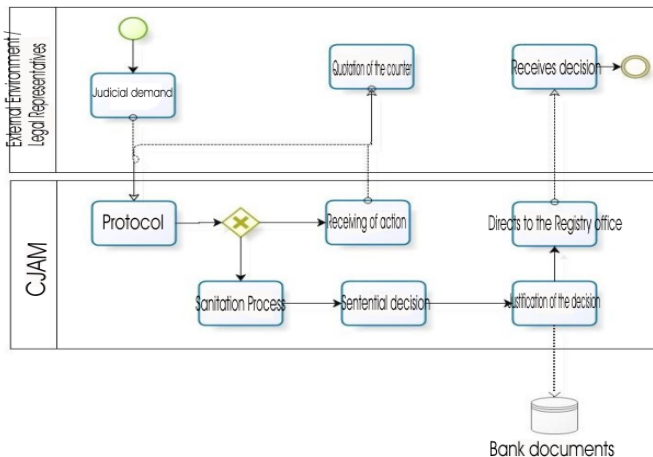 External Environment /
Legal Representatives
Judicial demand
Quotation of the counter
Receives decision
CJAM
Protocol
Receiving of action
Directs to the Registry office
Sanitation Process
Sentential decision
Justification of the decision
Bank documents